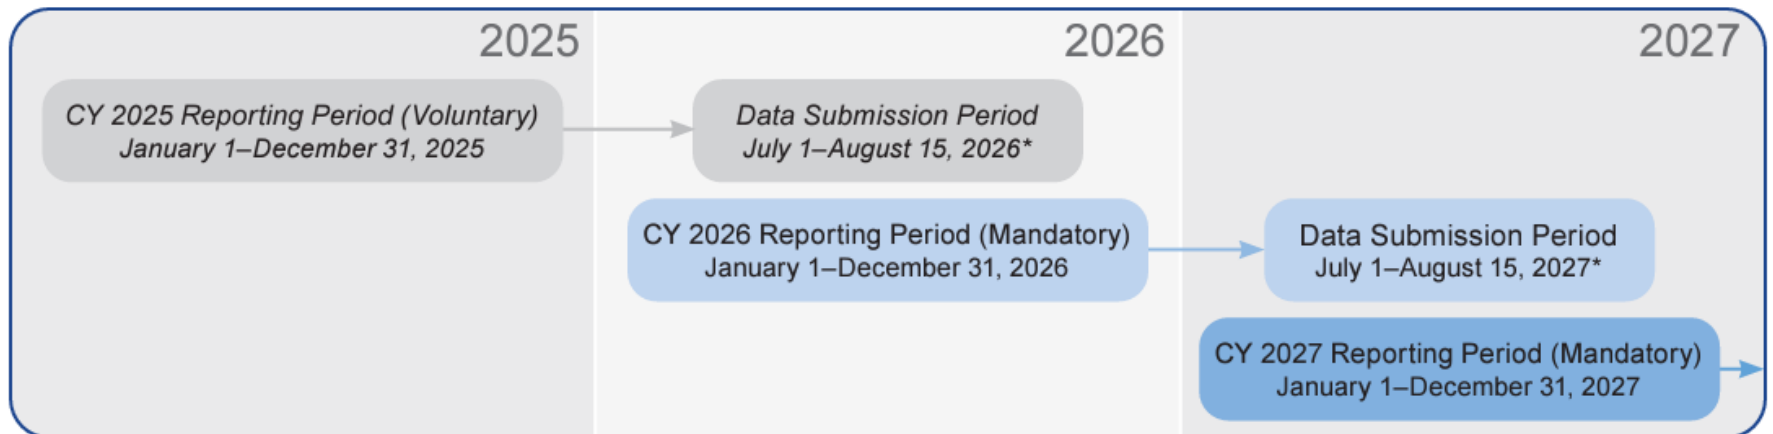 2025
2026
2027
CY 2025 Reporting Period (Voluntary)
January 1–December 31, 2025
Data Submission Period
July 1–August 15, 2026*
CY 2026 Reporting Period (Mandatory)
January 1–December 31, 2026
Data Submission Period
July 1–August 15, 2027*
CY 2027 Reporting Period (Mandatory)
January 1–December 31, 2027